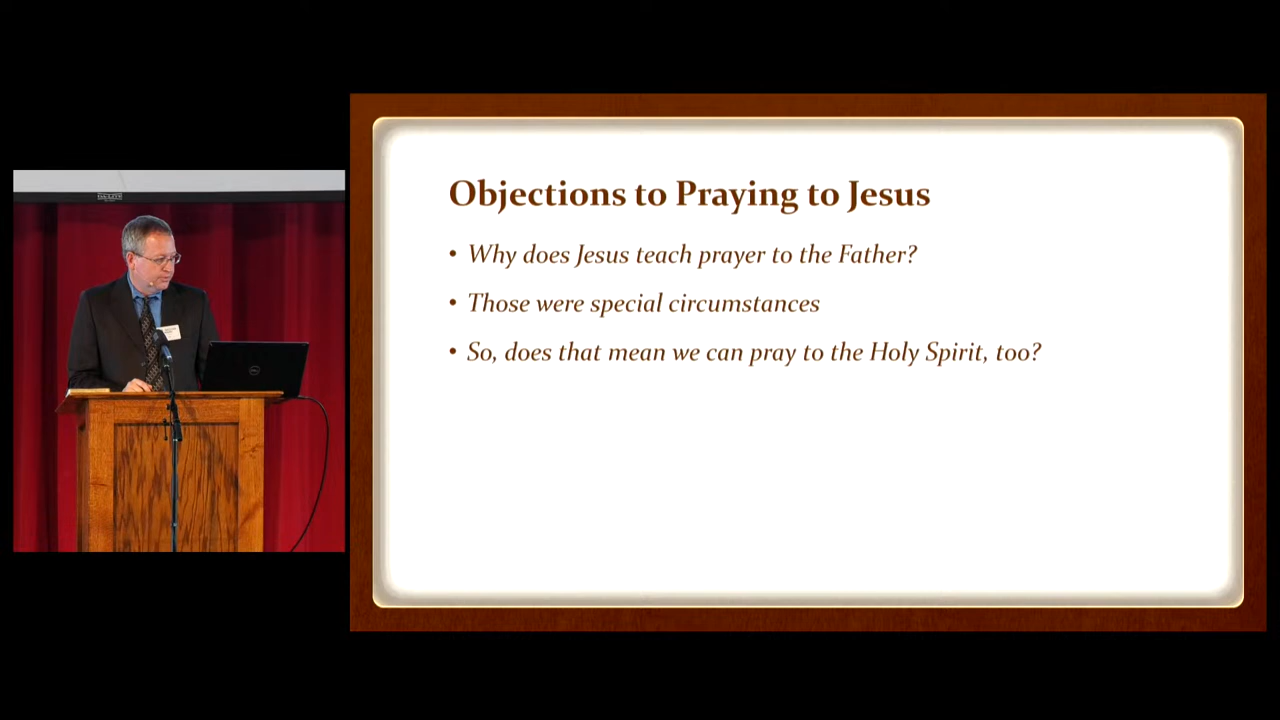 Objections to Praying to Jesus
• Why does Jesus teach prayer to the Father?
• Those were special circumstances
• So, does that mean we can pray to the Holy Spirit, too?
DELL